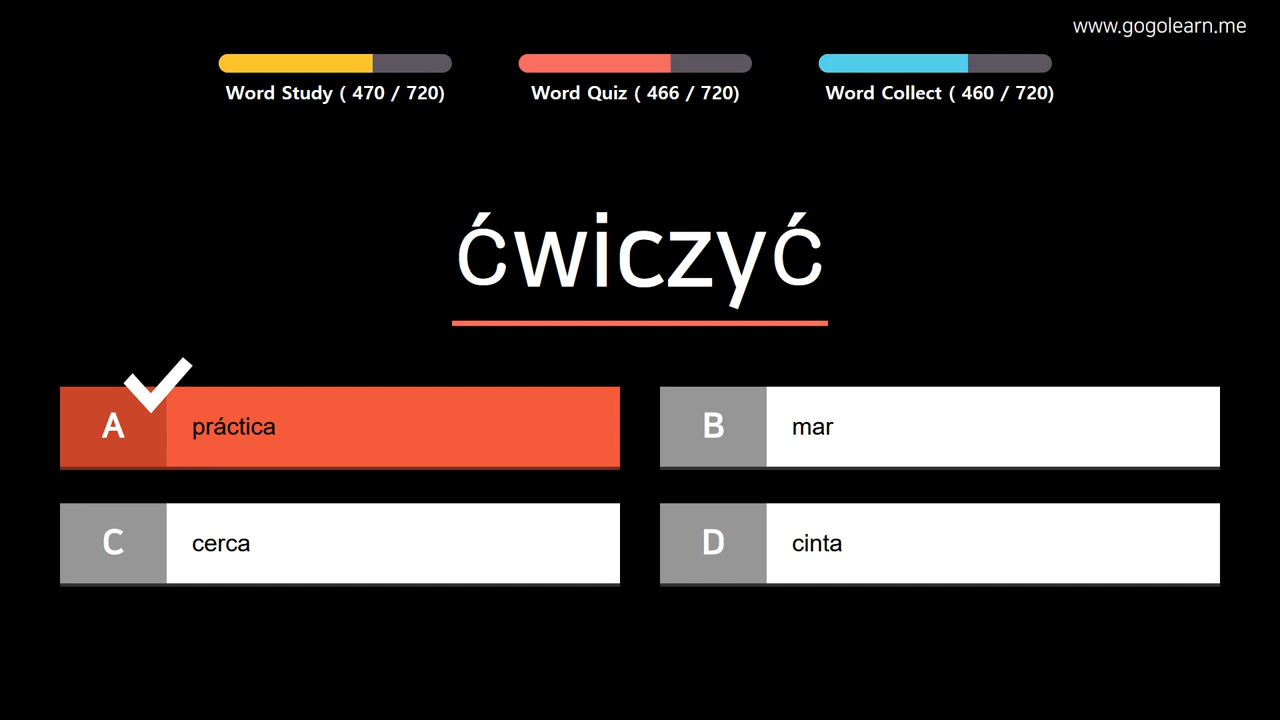 www.gogolearn.me
Word Study ( 470 / 720)
Word Quiz ( 466 / 720)
Word Collect ( 460 / 720)
ćwiczyć
A práctica
B mar
C cerca
D cinta